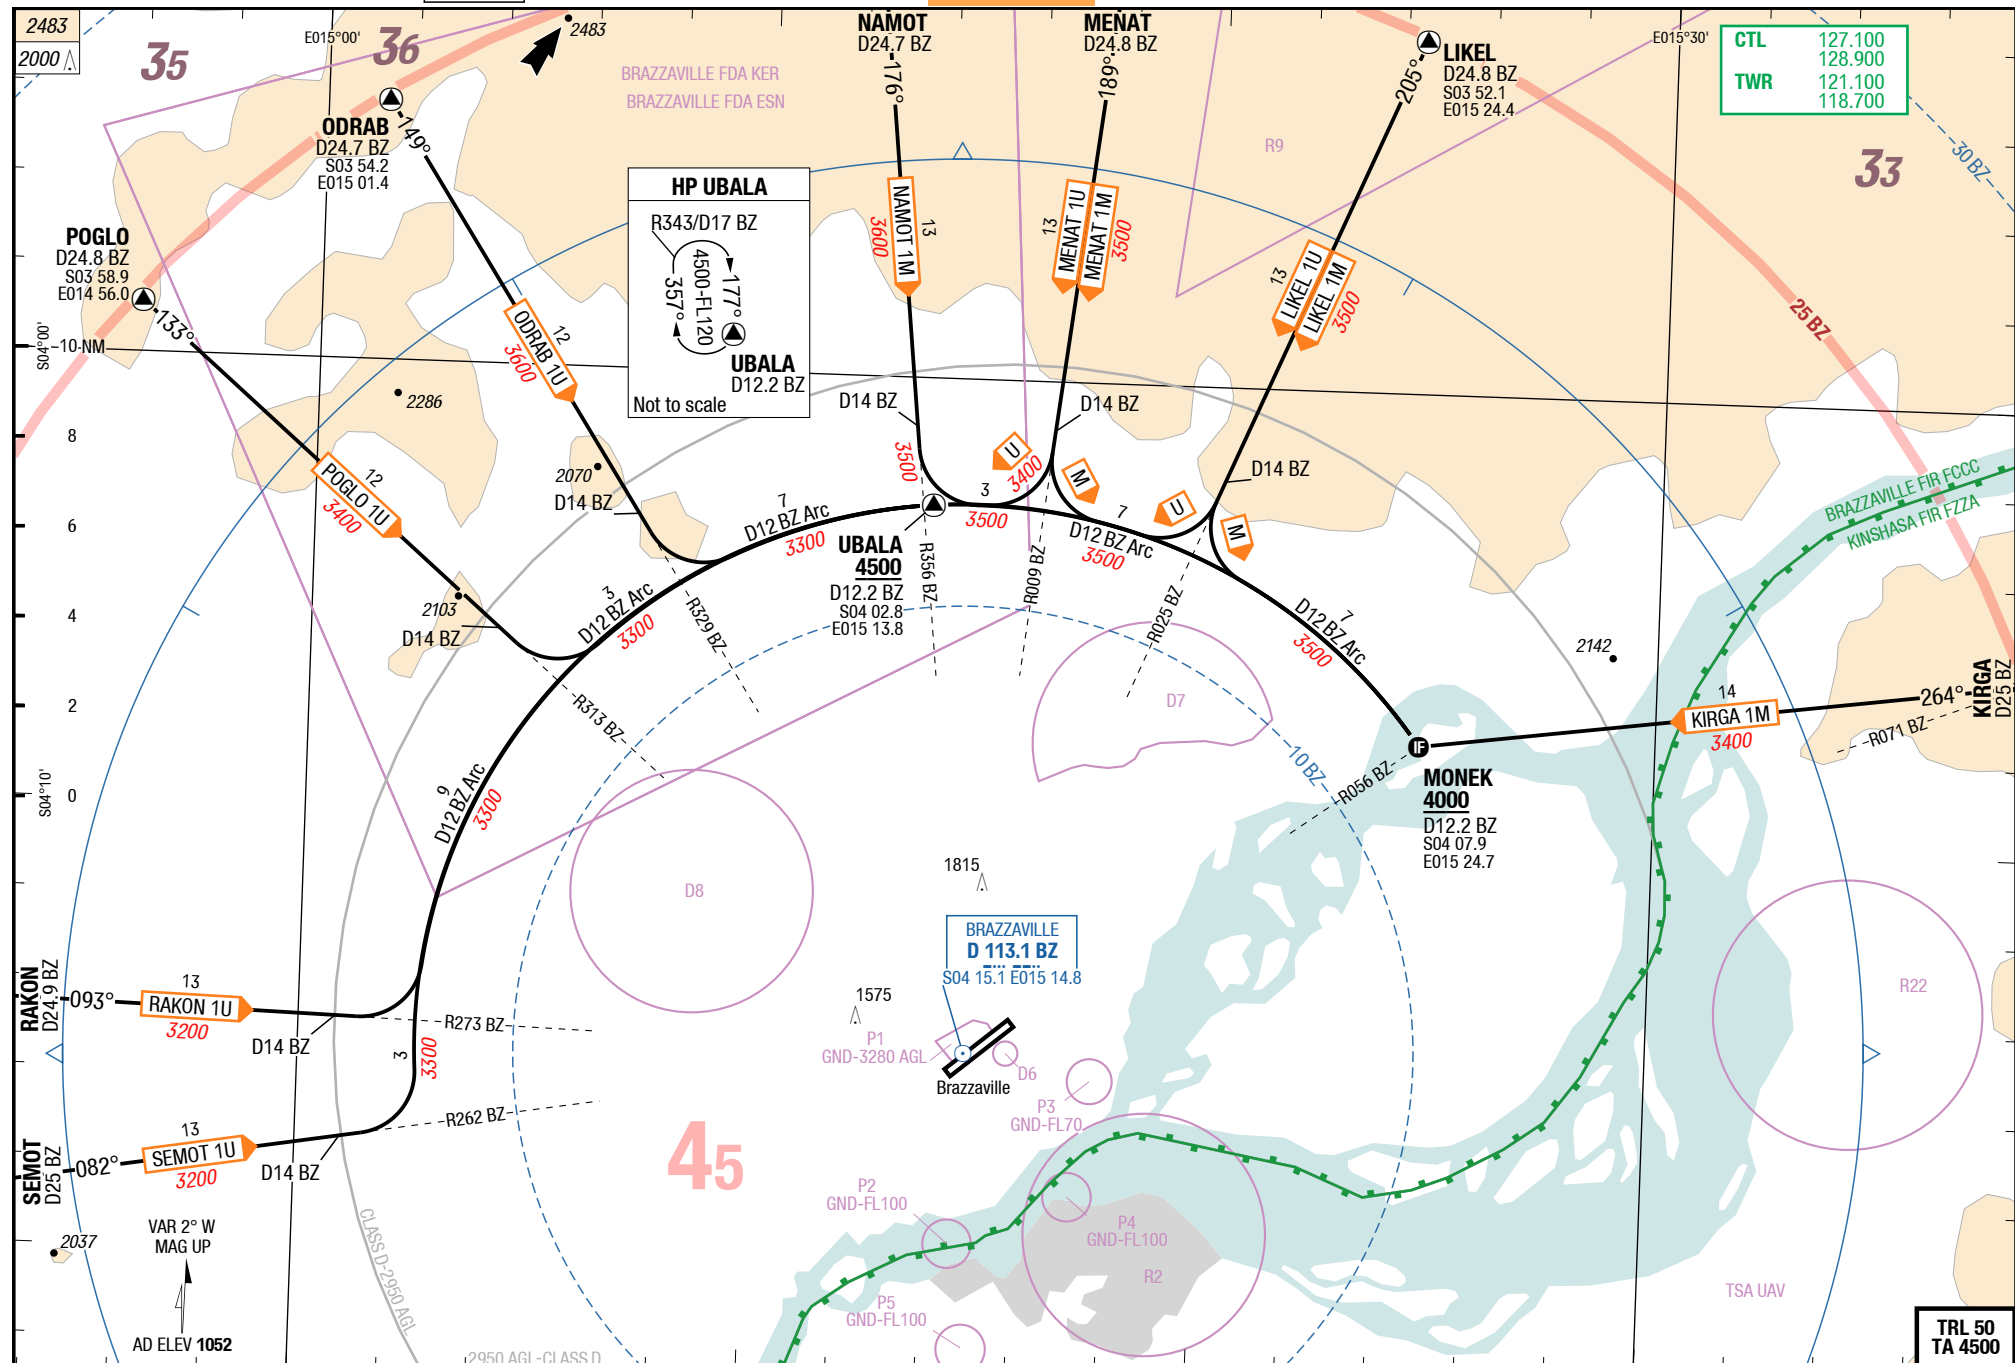 2483
2000
35
36
E015°00'
2483
BRAZZAVILLE FDA KER
BRAZZAVILLE FDA ESN
NAMOT
D24.7 BZ
176°
MENAT
D24.8 BZ
189°
LIKEL
D24.8 BZ
S03 52.1
E015 24.4
205°
E015°30'
CTL 127.100
128.900
TWR 121.100
118.700
R9
33
30 BZ
ODRAB
D24.7 BZ
S03 54.2
E015 01.4
149°
POGLO
D24.8 BZ
S03 58.9
E014 56.0
133°
HP UBALA
R343/D17 BZ
4500-FL120
177°
357°
UBALA
D12.2 BZ
Not to scale
NAMOT 1M
13
3600
13
MENAT 1U
MENAT 1M
3500
13
LIKEL 1U
LIKEL 1M
3500
25 BZ
12
ODRAB 1U
3600
S04°00'
10 NM
8
6
4
2
0
S04°10'
2286
2070
2103
12
POGLO 1U
3400
D14 BZ
D14 BZ
D14 BZ
D14 BZ
D14 BZ
3500
U
3400
M
U
M
7
D12 BZ Arc
3300
3
3500
7
D12 BZ Arc
3500
UBALA
4500
D12.2 BZ
S04 02.8
E015 13.8
R356 BZ
R009 BZ
R025 BZ
R329 BZ
R313 BZ
3
D12 BZ Arc
3300
7
D12 BZ Arc
3500
BRAZZAVILLE FIR FCCC
KINSHASA FIR FZZA
2142
D7
10 BZ
R056 BZ
MONEK
4000
D12.2 BZ
S04 07.9
E015 24.7
IF
14
KIRGA 1M
3400
264°
R071 BZ
KIRGA
D25 BZ
9
D12 BZ Arc
3300
D8
1815
BRAZZAVILLE
D 113.1 BZ
S04 15.1 E015 14.8
1575
P1
GND-3280 AGL
D6
Brazzaville
P3
GND-FL70
R22
RAKON
D24.9 BZ
093°
13
RAKON 1U
3200
D14 BZ
R273 BZ
3
3300
R262 BZ
SEMOT
D25 BZ
082°
13
SEMOT 1U
3200
D14 BZ
45
P2
GND-FL100
P4
GND-FL100
R2
P5
GND-FL100
2037
VAR 2° W
MAG UP
AD ELEV 1052
CLASS D-2950 AGL
2950 AGL-CLASS D
TSA UAV
TRL 50
TA 4500